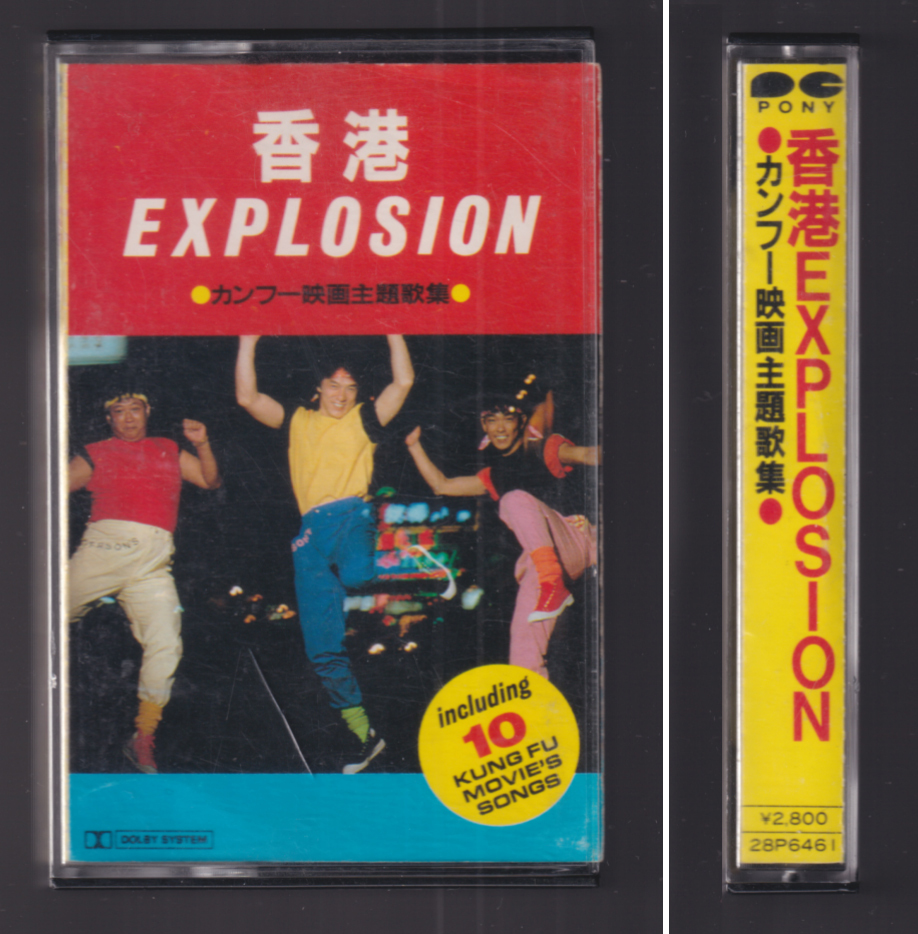 香港
EXPLOSION
●カンフー映画主題歌集●
including
10
KUNG FU
MOVIE'S
SONGS
DOLBY SYSTEM
PONY
香港EXPLOSION
●カンフー映画主題歌集●
¥2,800
28P6461